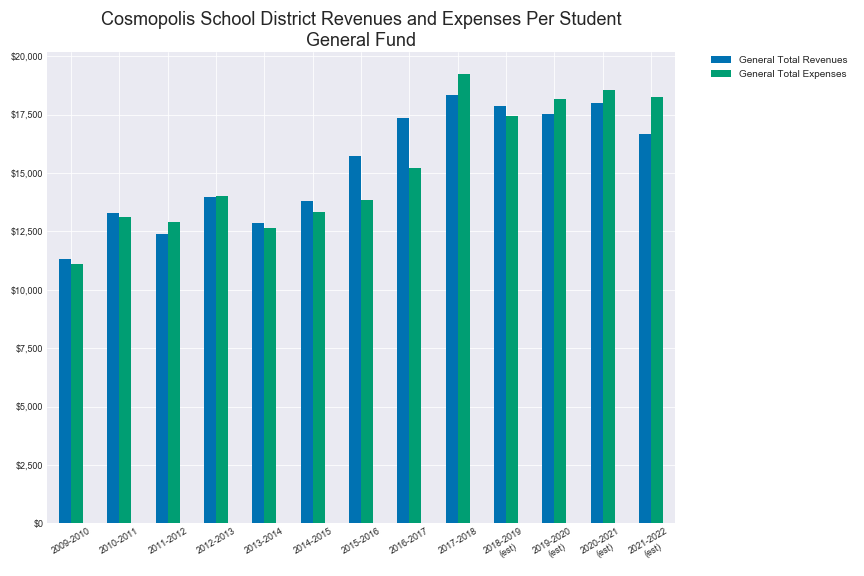 Cosmopolis School District Revenues and Expenses Per Student
General Fund
General Total Revenues
General Total Expenses
$20,000
$17,500
$15,000
$12,500
$10,000
$7,500
$5,000
$2,500
$0
2009-2010
2010-2011
2011-2012
2012-2013
2013-2014
2014-2015
2015-2016
2016-2017
2017-2018
2018-2019
(est)
2019-2020
(est)
2020-2021
(est)
2021-2022
(est)